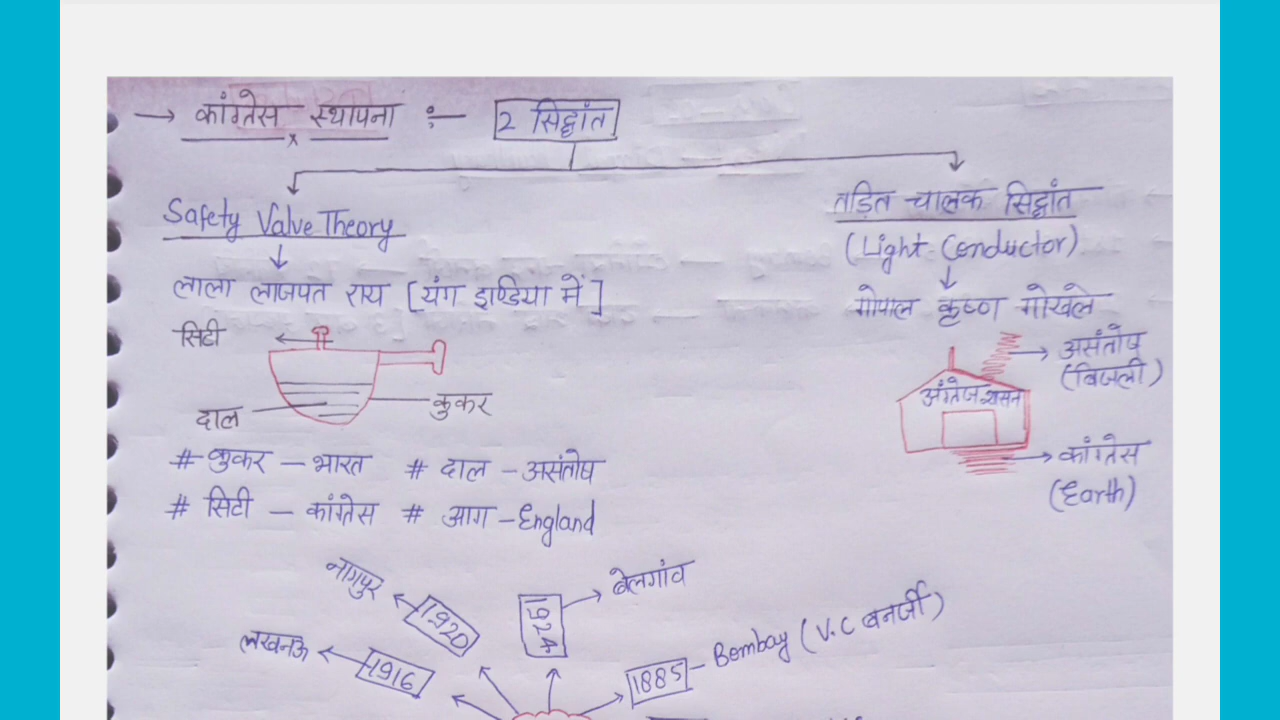 → कांग्रेस स्थापना :- 2 सिद्धांत
Safety Valve Theory
लाला लाजपत राय [यंग इण्डिया में]
सिटी
दाल
कुकर
# कुकर – भारत # दाल – असंतोष
# सिटी – कांग्रेस # आग – England
तड़ित चालक सिद्धांत
(Light Conductor)
गोपाल कृष्ण गोखले
असंतोष
(बिजली)
अंग्रेज शासन
कांग्रेस
(Earth)
नागपुर
1920
1924
बेलगांव
लखनऊ
1916
1885 – Bombay (V.C बनर्जी)